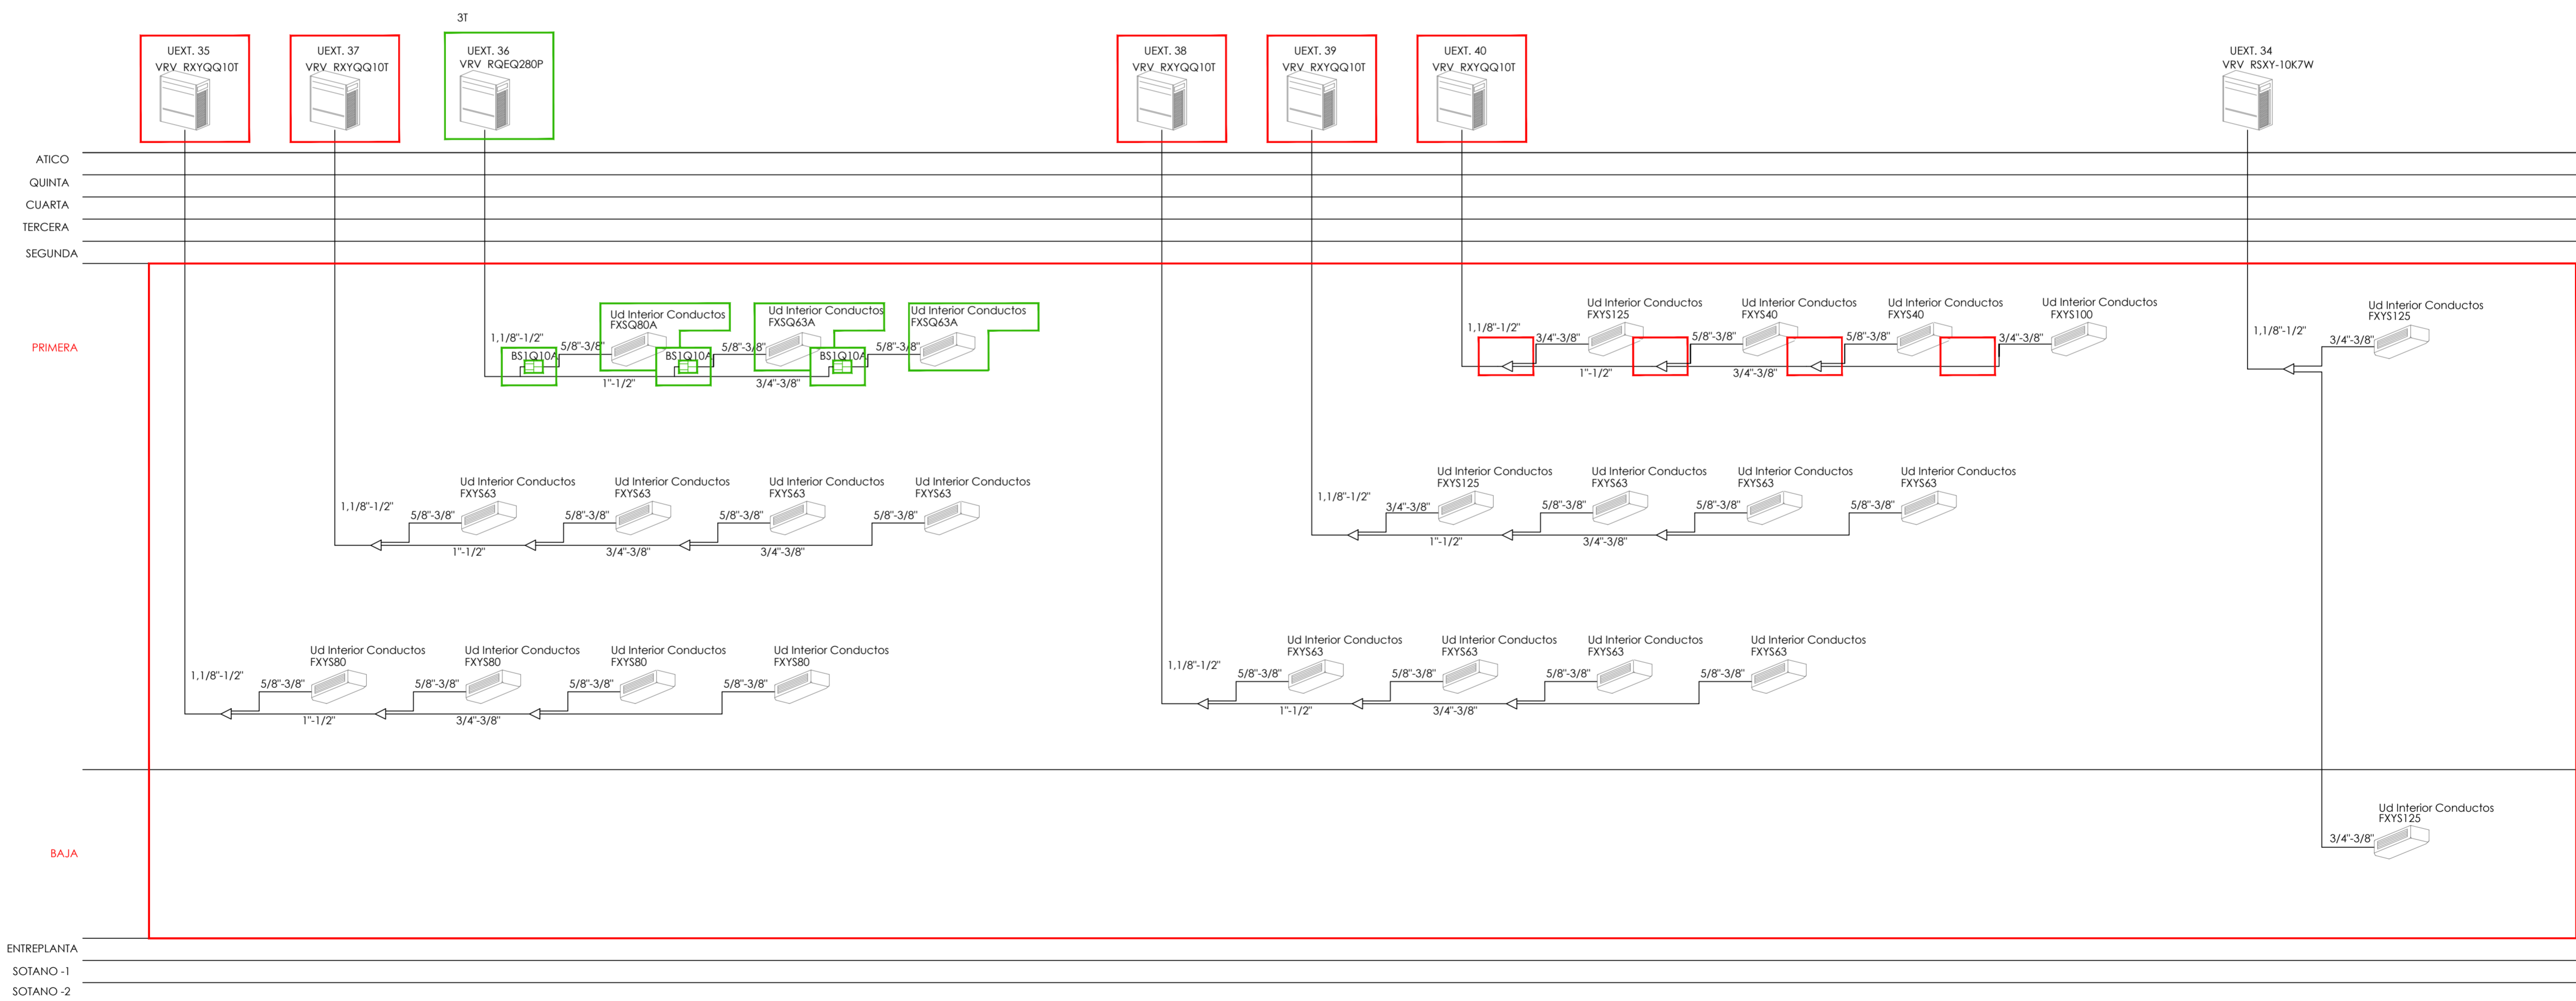 3T
UEXT. 35
VRV RXYQQ10T
UEXT. 37
VRV RXYQQ10T
UEXT. 36
VRV RQEQ280P
UEXT. 38
VRV RXYQQ10T
UEXT. 39
VRV RXYQQ10T
UEXT. 40
VRV RXYQQ10T
UEXT. 34
VRV RSXY-10K7W
ATICO
QUINTA
CUARTA
TERCERA
SEGUNDA
PRIMERA
1,1/8"-1/2"
BS1Q10A
5/8"-3/8"
Ud Interior Conductos
FXSQ80A
1"-1/2"
BS1Q10A
5/8"-3/8"
Ud Interior Conductos
FXSQ63A
3/4"-3/8"
BS1Q10A
5/8"-3/8"
Ud Interior Conductos
FXSQ63A
1,1/8"-1/2"
3/4"-3/8"
Ud Interior Conductos
FXYS125
1"-1/2"
5/8"-3/8"
Ud Interior Conductos
FXYS40
3/4"-3/8"
5/8"-3/8"
Ud Interior Conductos
FXYS40
3/4"-3/8"
Ud Interior Conductos
FXYS100
1,1/8"-1/2"
3/4"-3/8"
Ud Interior Conductos
FXYS125
1,1/8"-1/2"
5/8"-3/8"
Ud Interior Conductos
FXYS63
1"-1/2"
5/8"-3/8"
Ud Interior Conductos
FXYS63
3/4"-3/8"
5/8"-3/8"
Ud Interior Conductos
FXYS63
3/4"-3/8"
5/8"-3/8"
Ud Interior Conductos
FXYS63
1,1/8"-1/2"
3/4"-3/8"
Ud Interior Conductos
FXYS125
1"-1/2"
5/8"-3/8"
Ud Interior Conductos
FXYS63
3/4"-3/8"
5/8"-3/8"
Ud Interior Conductos
FXYS63
5/8"-3/8"
Ud Interior Conductos
FXYS63
1,1/8"-1/2"
5/8"-3/8"
Ud Interior Conductos
FXYS80
1"-1/2"
5/8"-3/8"
Ud Interior Conductos
FXYS80
3/4"-3/8"
5/8"-3/8"
Ud Interior Conductos
FXYS80
5/8"-3/8"
Ud Interior Conductos
FXYS80
1,1/8"-1/2"
5/8"-3/8"
Ud Interior Conductos
FXYS63
1"-1/2"
5/8"-3/8"
Ud Interior Conductos
FXYS63
3/4"-3/8"
5/8"-3/8"
Ud Interior Conductos
FXYS63
5/8"-3/8"
Ud Interior Conductos
FXYS63
BAJA
3/4"-3/8"
Ud Interior Conductos
FXYS125
ENTREPLANTA
SOTANO -1
SOTANO -2